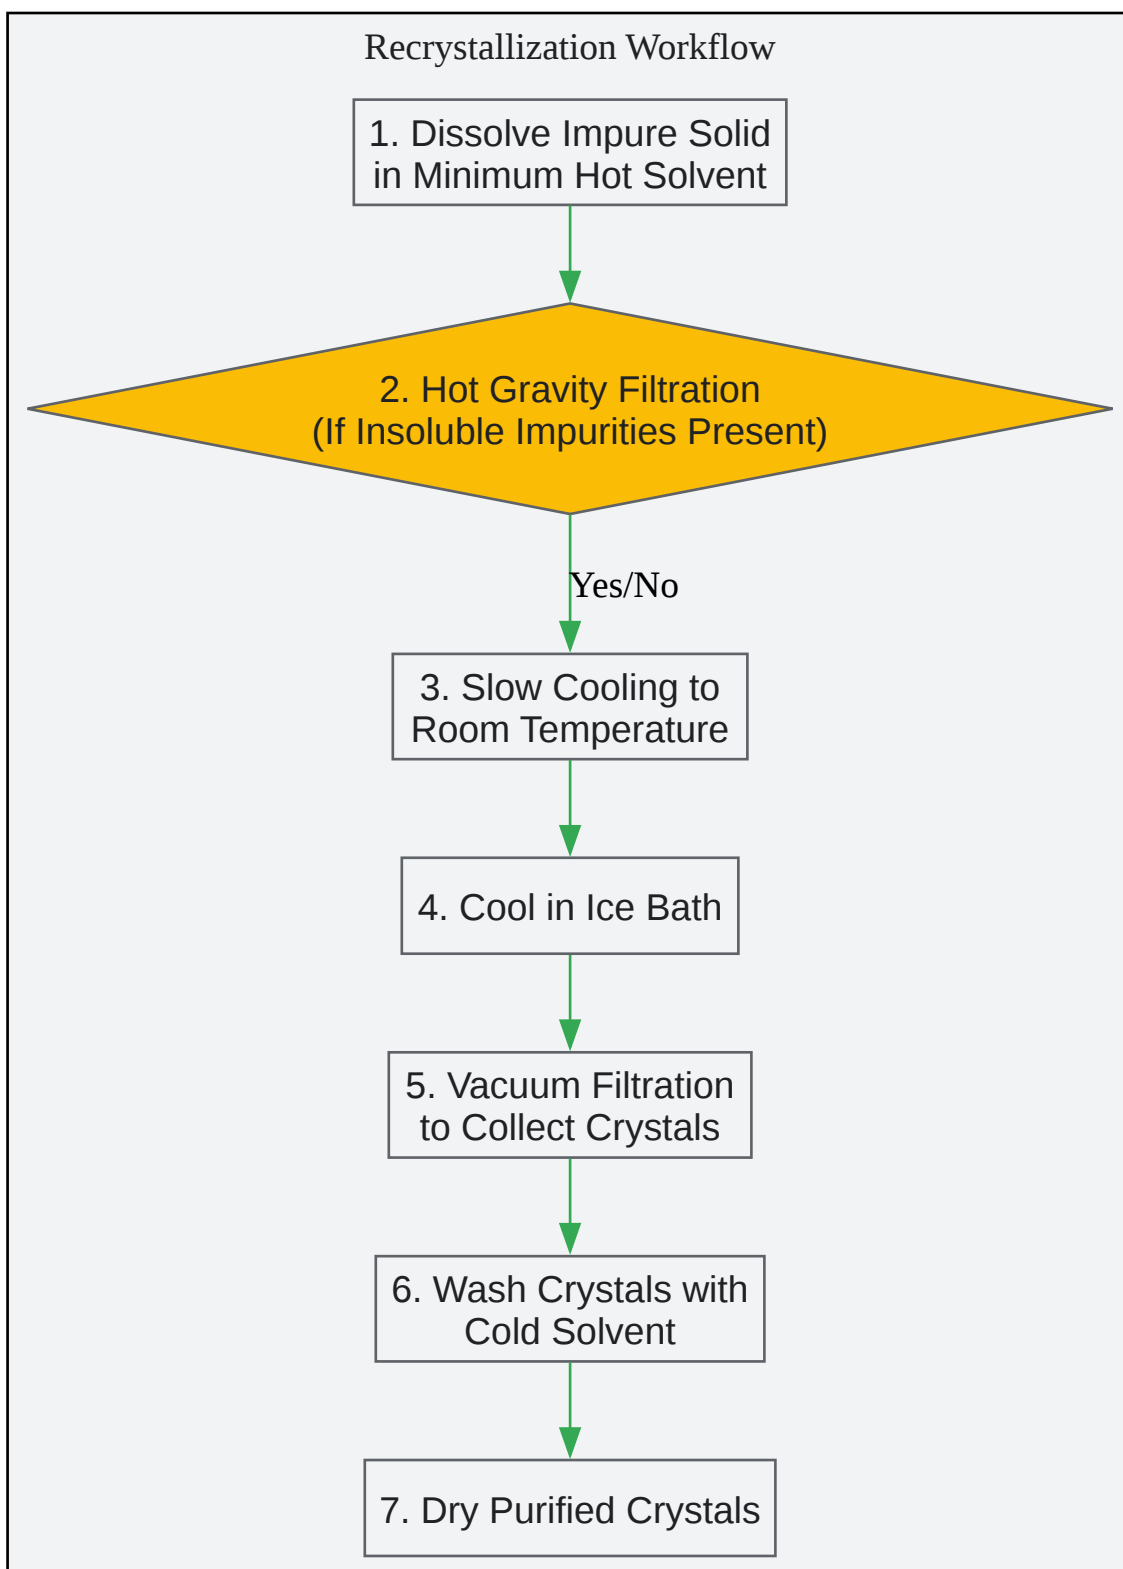 Recrystallization Workflow
1. Dissolve Impure Solid
in Minimum Hot Solvent
2. Hot Gravity Filtration
(If Insoluble Impurities Present)
Yes/No
3. Slow Cooling to
Room Temperature
4. Cool in Ice Bath
5. Vacuum Filtration
to Collect Crystals
6. Wash Crystals with
Cold Solvent
7. Dry Purified Crystals